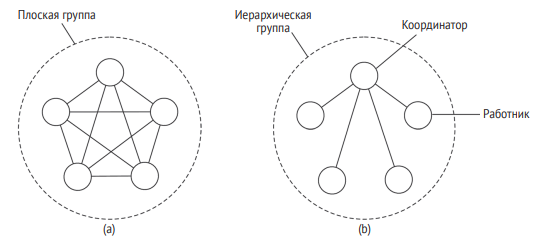 Плоская группа
Иерархическая
группа
Координатор
Работник
(a)
(b)